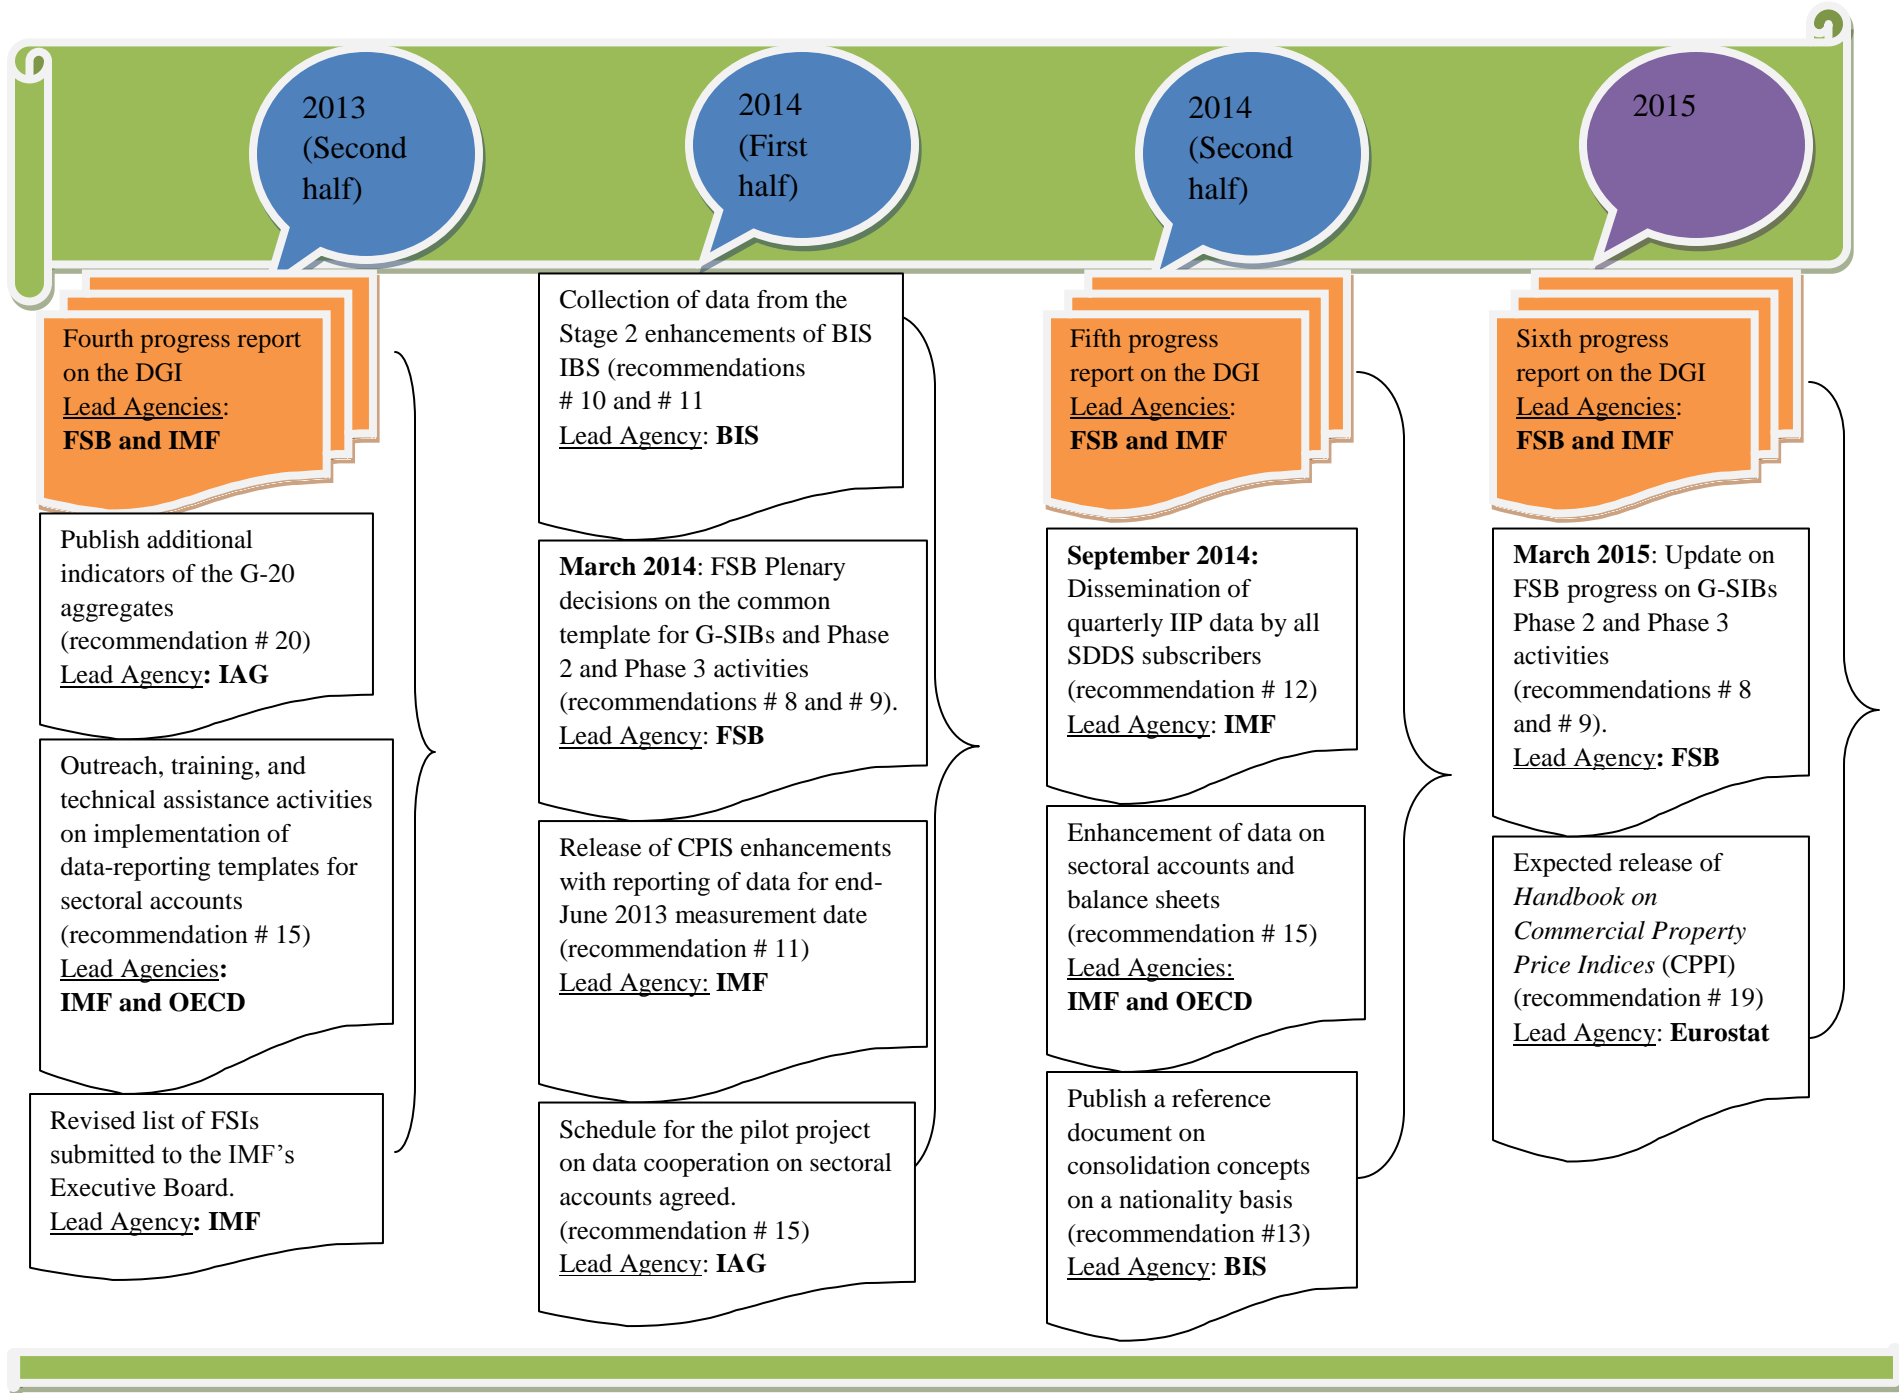 2013
(Second
half)
2014
(First
half)
2014
(Second
half)
2015
Fourth progress report
on the DGI
Lead Agencies:
FSB and IMF
Publish additional
indicators of the G-20
aggregates
(recommendation # 20)
Lead Agency: IAG
Outreach, training, and
technical assistance activities
on implementation of
data-reporting templates for
sectoral accounts
(recommendation # 15)
Lead Agencies:
IMF and OECD
Revised list of FSIs
submitted to the IMF’s
Executive Board.
Lead Agency: IMF
Collection of data from the
Stage 2 enhancements of BIS
IBS (recommendations
# 10 and # 11
Lead Agency: BIS
March 2014: FSB Plenary
decisions on the common
template for G-SIBs and Phase
2 and Phase 3 activities
(recommendations # 8 and # 9).
Lead Agency: FSB
Release of CPIS enhancements
with reporting of data for end-
June 2013 measurement date
(recommendation # 11)
Lead Agency: IMF
Schedule for the pilot project
on data cooperation on sectoral
accounts agreed.
(recommendation # 15)
Lead Agency: IAG
Fifth progress
report on the DGI
Lead Agencies:
FSB and IMF
September 2014:
Dissemination of
quarterly IIP data by all
SDDS subscribers
(recommendation # 12)
Lead Agency: IMF
Enhancement of data on
sectoral accounts and
balance sheets
(recommendation # 15)
Lead Agencies:
IMF and OECD
Publish a reference
document on
consolidation concepts
on a nationality basis
(recommendation #13)
Lead Agency: BIS
Sixth progress
report on the DGI
Lead Agencies:
FSB and IMF
March 2015: Update on
FSB progress on G-SIBs
Phase 2 and Phase 3
activities
(recommendations # 8
and # 9).
Lead Agency: FSB
Expected release of
Handbook on
Commercial Property
Price Indices (CPPI)
(recommendation # 19)
Lead Agency: Eurostat